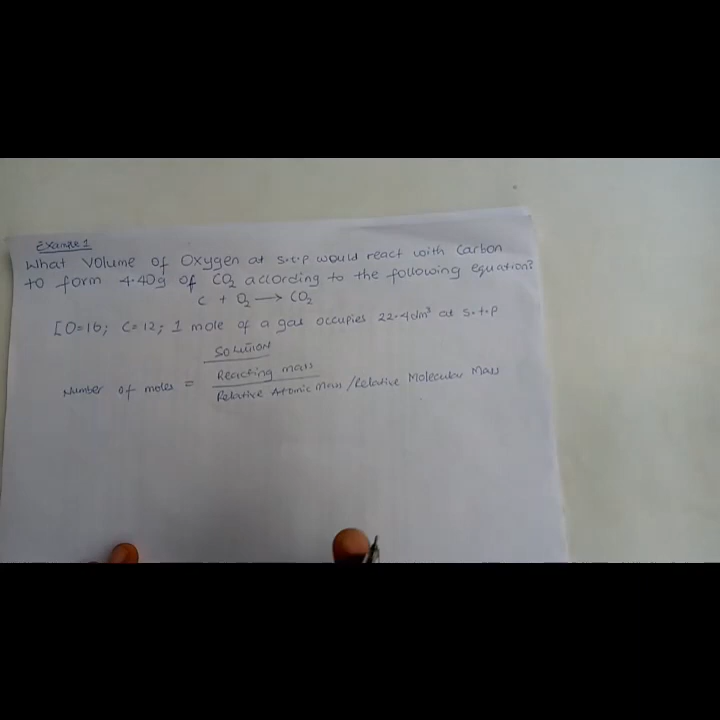 Example 1
What Volume of Oxygen at s.t.p would react with Carbon
to form 4.40g of CO₂ according to the following equation?
C + O₂ → CO₂
[O=16; C=12; 1 mole of a gas occupies 22.4dm³ at s.t.p
SOLUTION
Reacting mass
Number of moles =
Relative Atomic Mass /Relative Molecular Mass